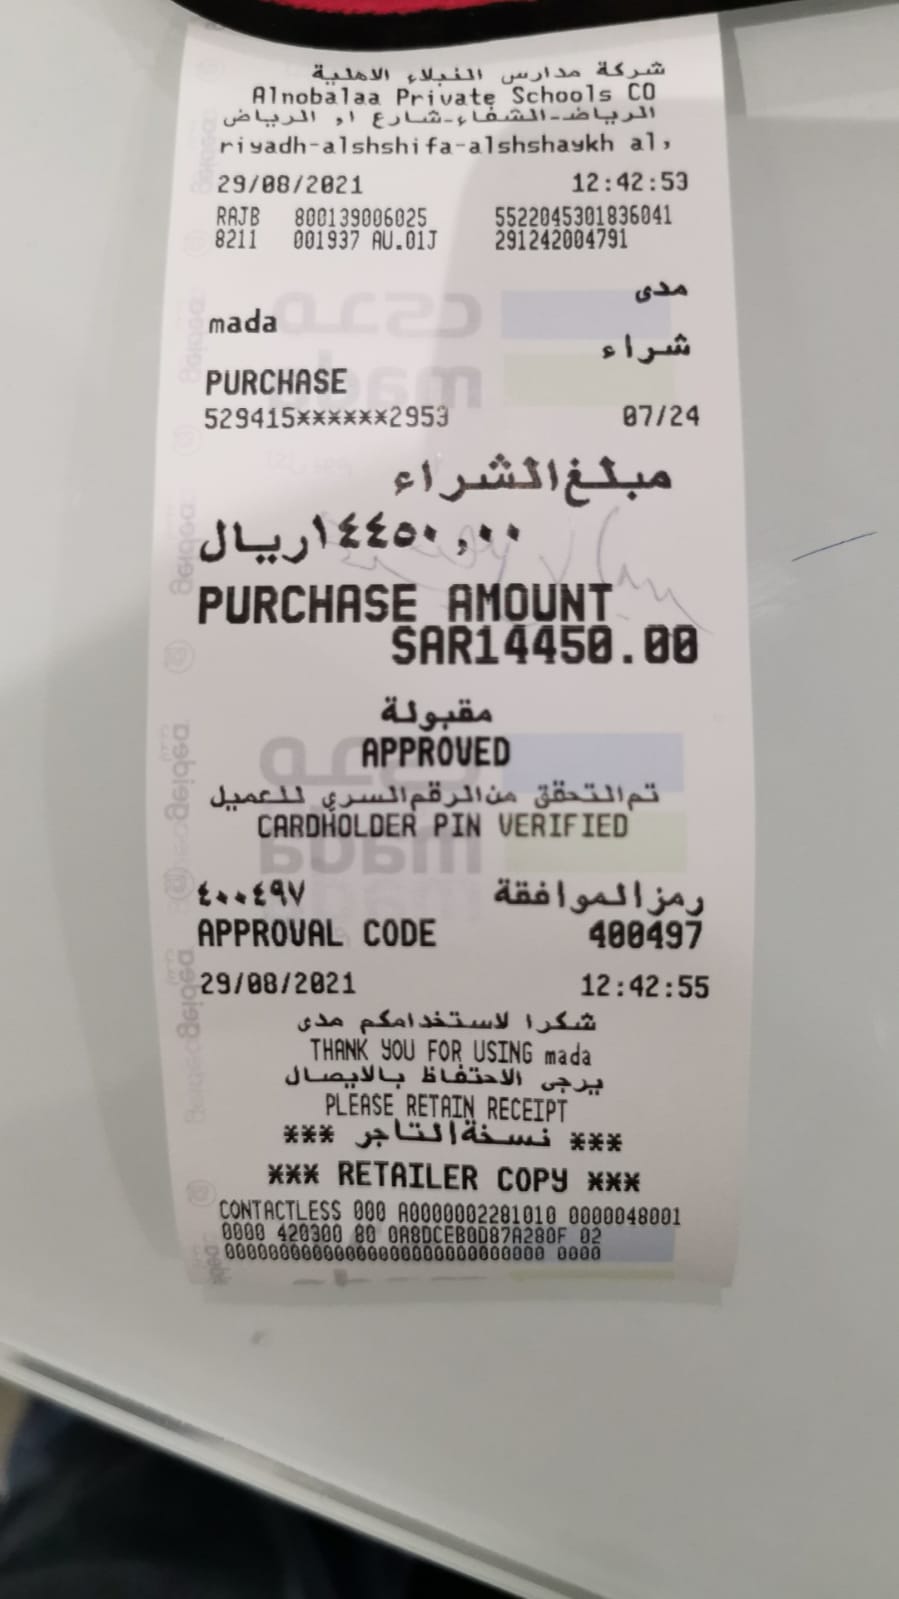 شركة مدارس النبلاء الاهلية
Alnobalaa Private Schools CO
الرياض-الشفاء-شارع ا, الرياض
riyadh-alshshifa-alshshaykh al,
29/08/2021 12:42:53
RAJB 800139006025 5522045301836041
8211 001937 AU.01J 291242004791
مدى
mada
شراء
PURCHASE
529415******2953 07/24
مبلغ الشراء
١٤٤٥٠,٠٠ ريال
PURCHASE AMOUNT
SAR14450.00
مقبولة
APPROVED
تم التحقق من الرقم السري للعميل
CARDHOLDER PIN VERIFIED
رمز الموافقة ٤٠٠٤٩٧
APPROVAL CODE 400497
29/08/2021 12:42:55
شكرا لاستخدامكم مدى
THANK YOU FOR USING mada
يرجى الاحتفاظ بالايصال
PLEASE RETAIN RECEIPT
*** نسخة التاجر ***
*** RETAILER COPY ***
CONTACTLESS 000 A0000002281010 0000048001
0000 420300 80 0A8DCEB0D87A280F 02
0000000000000000000000000000 0000